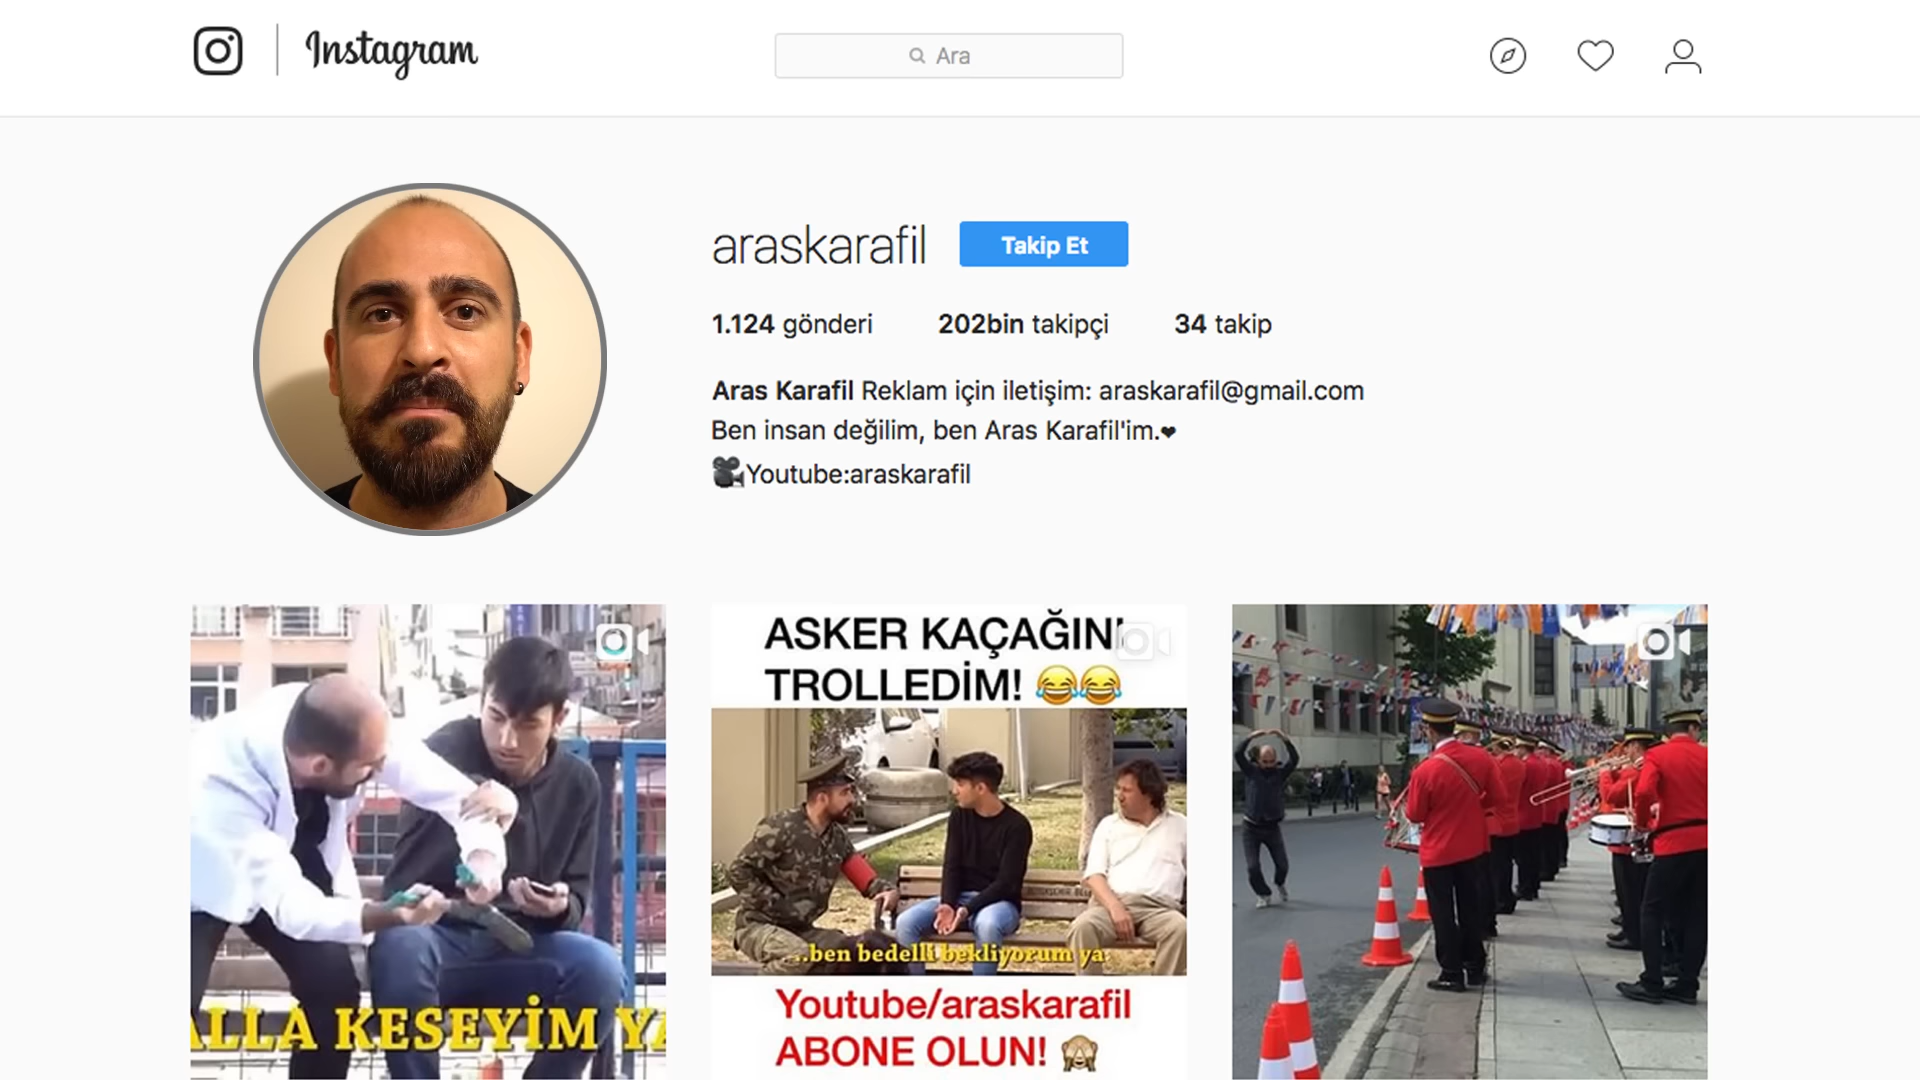 Instagram
Ara
araskarafil
Takip Et
1.124 gönderi
202bin takipçi
34 takip
Aras Karafil Reklam için iletişim: araskarafil@gmail.com
Ben insan değilim, ben Aras Karafil'im.❤
🎥Youtube:araskarafil
ALLA KESEYİM YA
ASKER KAÇAĞINI
TROLLEDİM! 😂😂
..ben bedelli bekliyorum ya.
Youtube/araskarafil
ABONE OLUN! 🙈